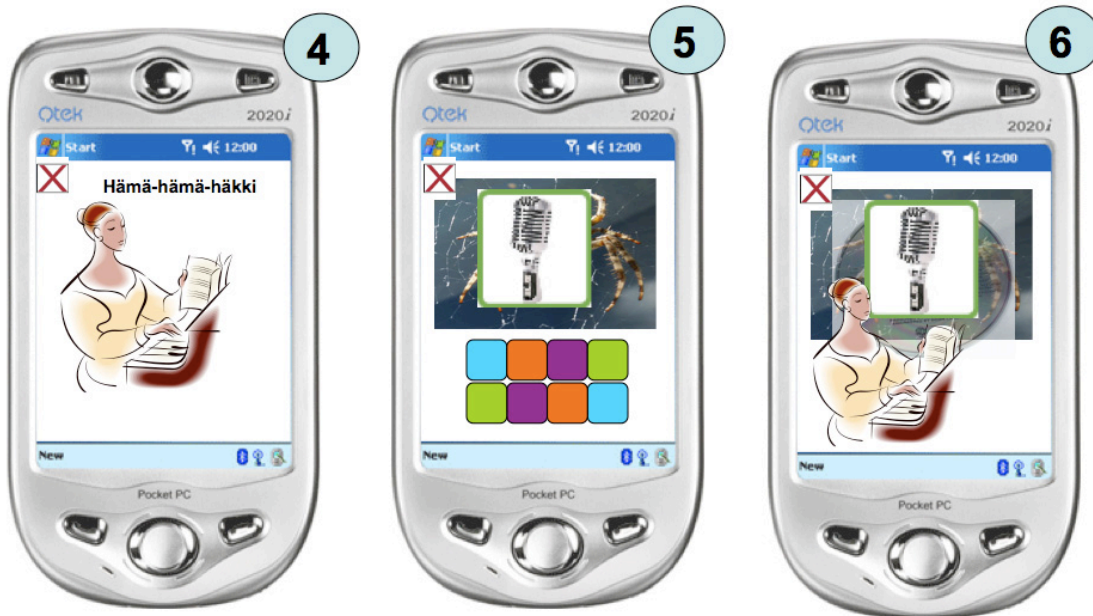 4
Qtek
2020i
Start
12:00
Hämä-hämä-häkki
New
Pocket PC
5
Qtek
2020i
Start
12:00
New
Pocket PC
6
Qtek
2020i
Start
12:00
New
Pocket PC